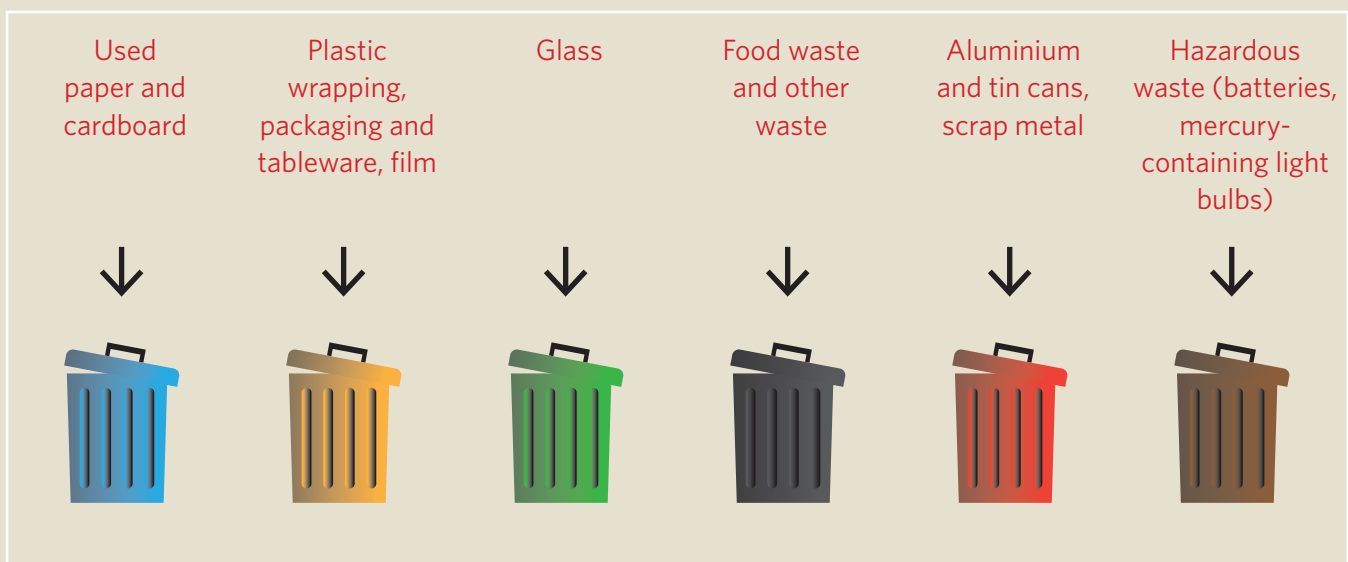 Used
paper and
cardboard
Plastic
wrapping,
packaging and
tableware, film
Glass
Food waste
and other
waste
Aluminium
and tin cans,
scrap metal
Hazardous
waste (batteries,
mercury-
containing light
bulbs)